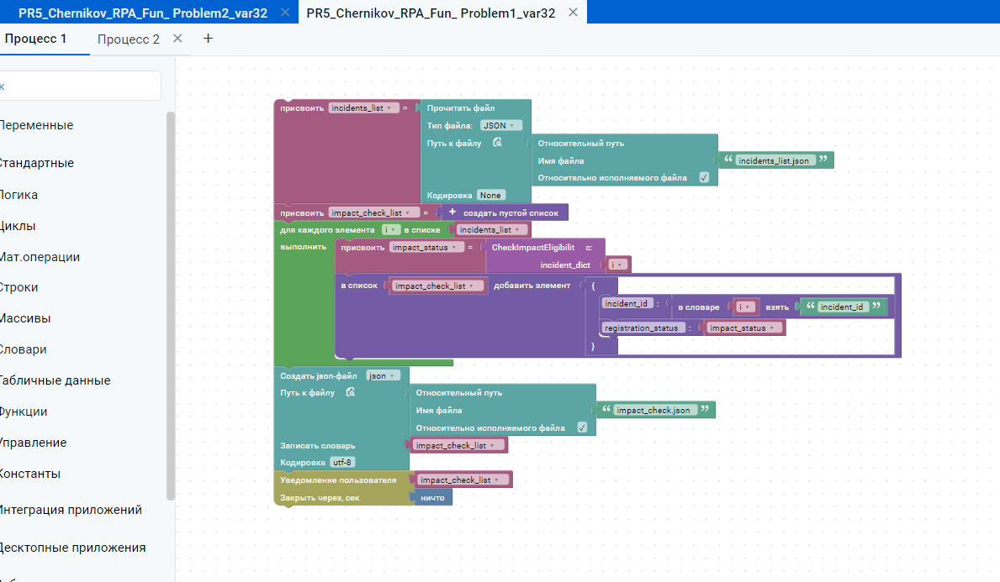 PR5_Chernikov_RPA_Fun_ Problem2_var32
PR5_Chernikov_RPA_Fun_ Problem1_var32
Процесс 1
Процесс 2
к
Переменные
Стандартные
Логика
Циклы
Мат.операции
Строки
Массивы
Словари
Табличные данные
Функции
Управление
Константы
Интеграция приложений
Десктопные приложения
присвоить incidents_list = Прочитать файл
Тип файла: JSON
Путь к файлу Относительный путь
Имя файла “ incidents_list.json ”
Относительно исполняемого файла
Кодировка None
присвоить impact_check_list = + создать пустой список
для каждого элемента i в списке incidents_list
выполнить присвоить impact_status = CheckImpactEligibilit с:
incident_dict i
в список impact_check_list добавить элемент {
incident_id : в словаре i взять “ incident_id ”
registration_status : impact_status
}
Создать json-файл json
Путь к файлу Относительный путь
Имя файла “ impact_check.json ”
Относительно исполняемого файла
Записать словарь impact_check_list
Кодировка utf-8
Уведомление пользователя impact_check_list
Закрыть через, сек ничто